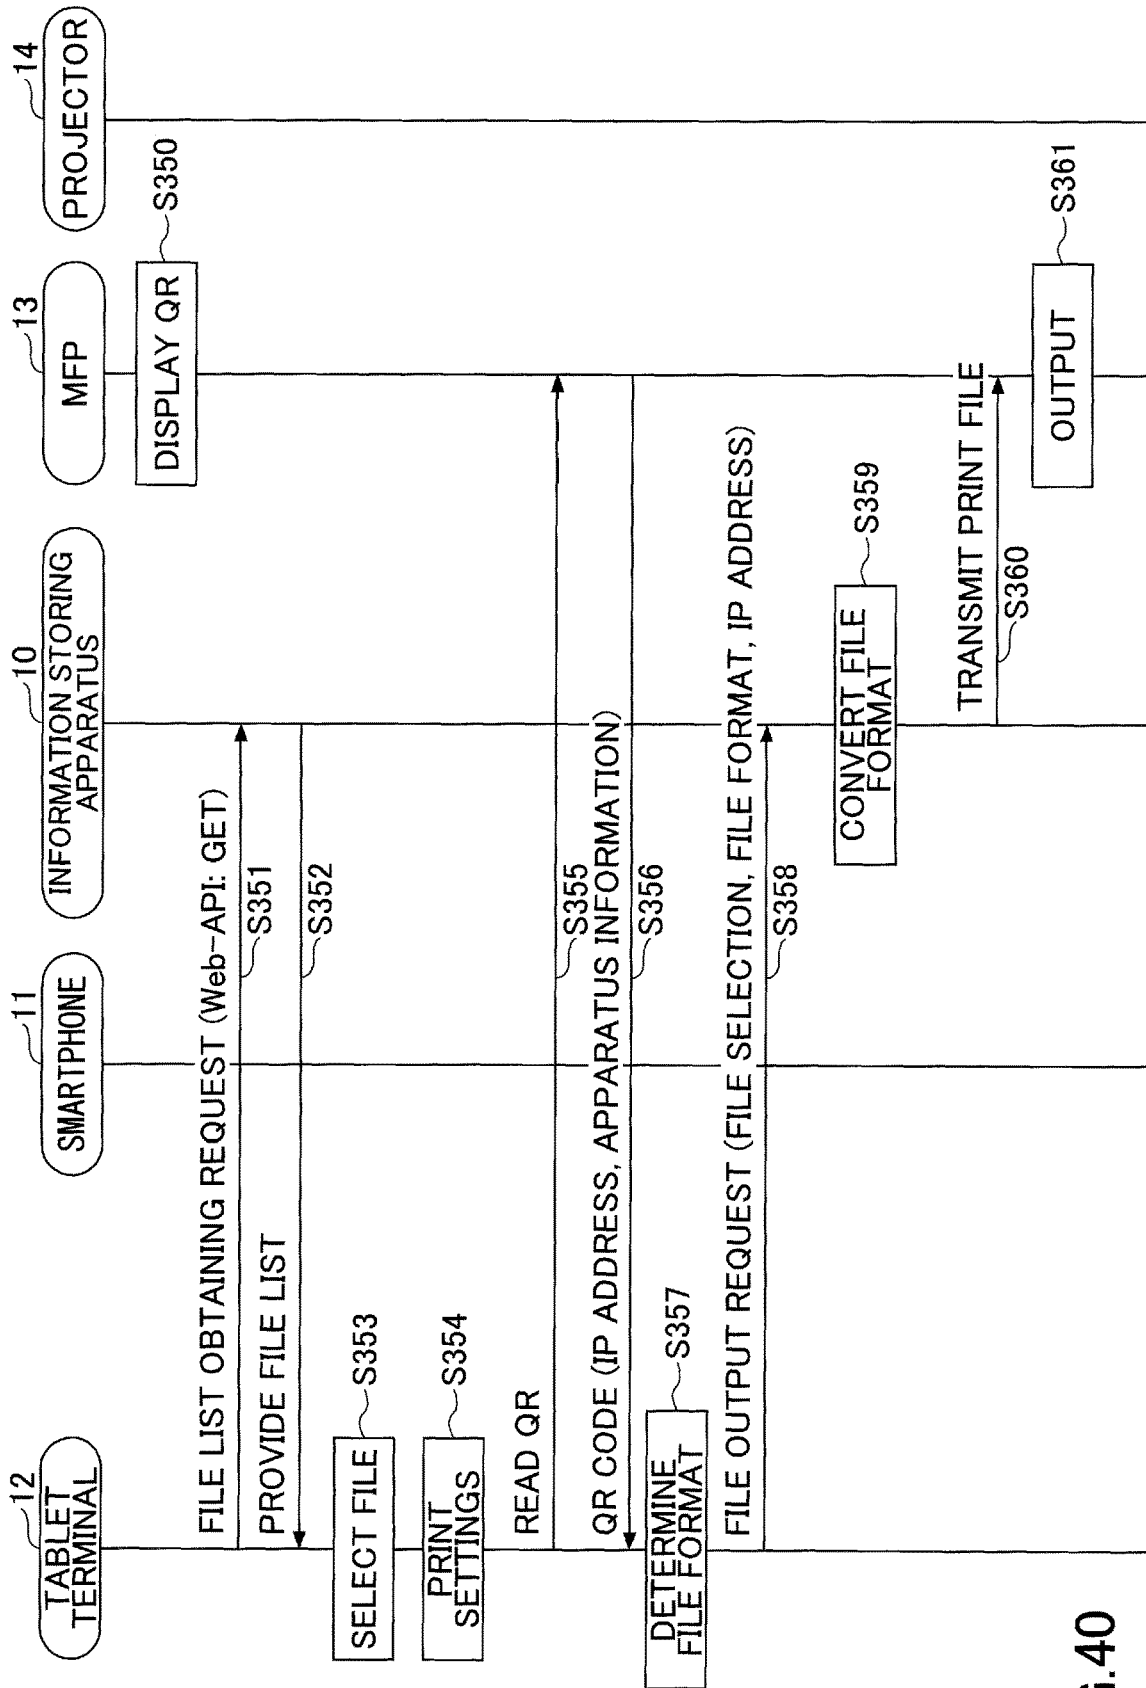 12
TABLET
TERMINAL
11
SMARTPHONE
10
INFORMATION STORING
APPARATUS
13
MFP
14
PROJECTOR
DISPLAY QR
S350
FILE LIST OBTAINING REQUEST (Web-API: GET)
S351
PROVIDE FILE LIST
S352
SELECT FILE
S353
PRINT
SETTINGS
S354
READ QR
S355
QR CODE (IP ADDRESS, APPARATUS INFORMATION)
S356
DETERMINE
FILE FORMAT
S357
FILE OUTPUT REQUEST (FILE SELECTION, FILE FORMAT, IP ADDRESS)
S358
CONVERT FILE
FORMAT
S359
TRANSMIT PRINT FILE
S360
OUTPUT
S361
G.40